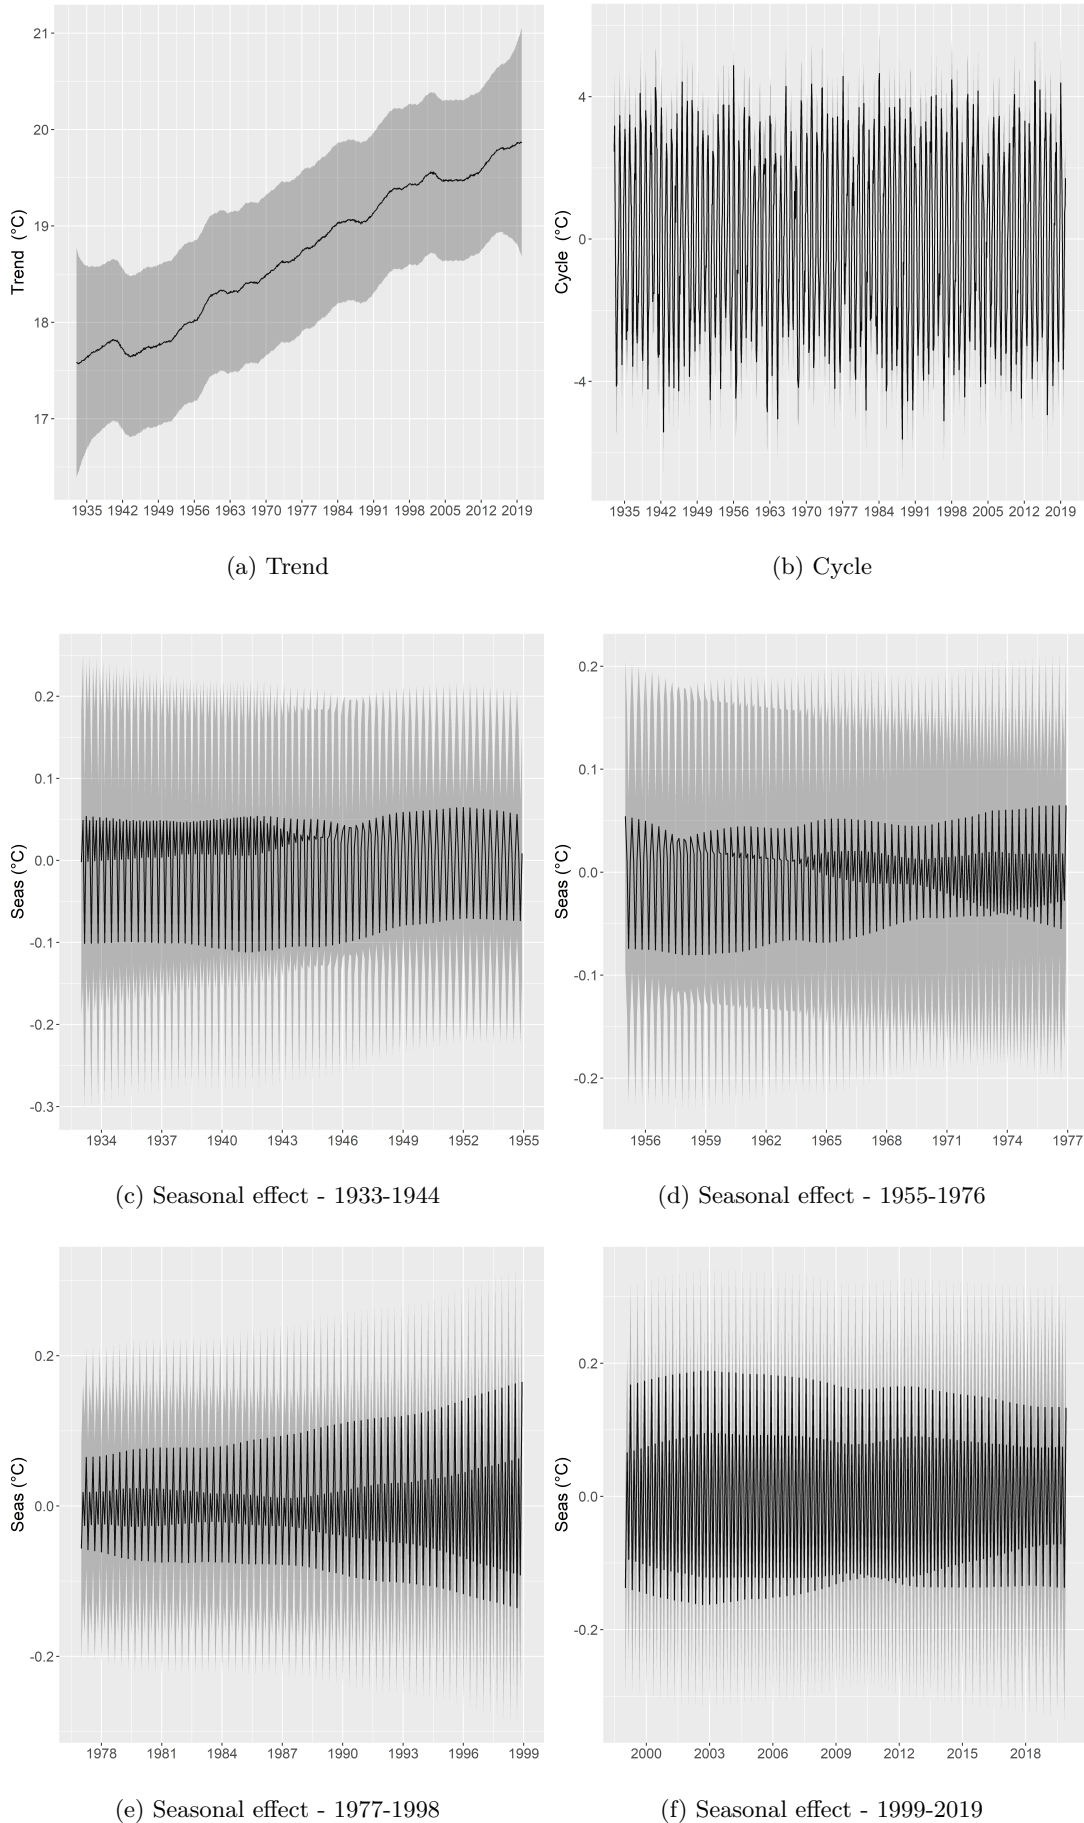 Trend (°C)
21
20
19
18
17
1935 1942 1949 1956 1963 1970 1977 1984 1991 1998 2005 2012 2019
(a) Trend
Cycle (°C)
4
0
-4
1935 1942 1949 1956 1963 1970 1977 1984 1991 1998 2005 2012 2019
(b) Cycle
Seas (°C)
0.2
0.1
0.0
-0.1
-0.2
-0.3
1934 1937 1940 1943 1946 1949 1952 1955
(c) Seasonal effect - 1933-1944
Seas (°C)
0.2
0.1
0.0
-0.1
-0.2
1956 1959 1962 1965 1968 1971 1974 1977
(d) Seasonal effect - 1955-1976
Seas (°C)
0.2
0.0
-0.2
1978 1981 1984 1987 1990 1993 1996 1999
(e) Seasonal effect - 1977-1998
Seas (°C)
0.2
0.0
-0.2
2000 2003 2006 2009 2012 2015 2018
(f) Seasonal effect - 1999-2019